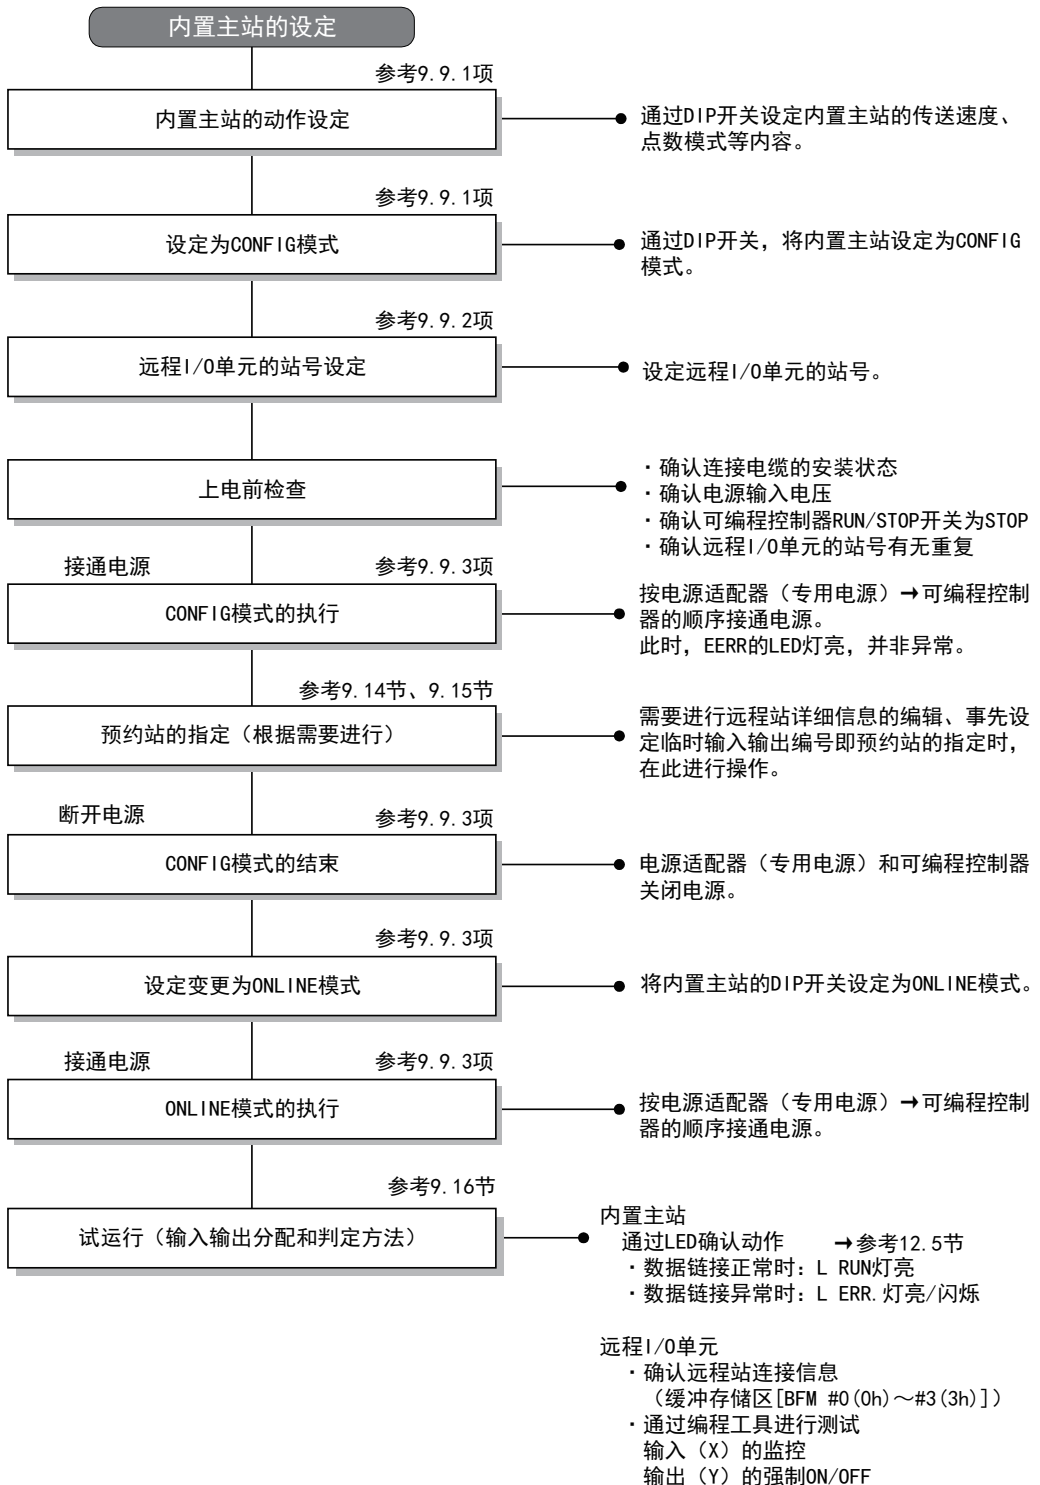 内置主站的设定
参考9.9.1项
内置主站的动作设定
通过DIP开关设定内置主站的传送速度、
点数模式等内容。
参考9.9.1项
设定为CONFIG模式
通过DIP开关，将内置主站设定为CONFIG
模式。
参考9.9.2项
远程I/O单元的站号设定
设定远程I/O单元的站号。
上电前检查
・确认连接电缆的安装状态
・确认电源输入电压
・确认可编程控制器RUN/STOP开关为STOP
・确认远程I/O单元的站号有无重复
接通电源
参考9.9.3项
CONFIG模式的执行
按电源适配器（专用电源）→可编程控制
器的顺序接通电源。
此时，EERR的LED灯亮，并非异常。
参考9.14节、9.15节
预约站的指定（根据需要进行）
需要进行远程站详细信息的编辑、事先设
定临时输入输出编号即预约站的指定时，
在此进行操作。
断开电源
参考9.9.3项
CONFIG模式的结束
电源适配器（专用电源）和可编程控制器
关闭电源。
参考9.9.3项
设定变更为ONLINE模式
将内置主站的DIP开关设定为ONLINE模式。
接通电源
参考9.9.3项
ONLINE模式的执行
按电源适配器（专用电源）→可编程控制
器的顺序接通电源。
参考9.16节
试运行（输入输出分配和判定方法）
内置主站
通过LED确认动作 →参考12.5节
・数据链接正常时：L RUN灯亮
・数据链接异常时：L ERR.灯亮/闪烁
远程I/O单元
・确认远程站连接信息
（缓冲存储区[BFM #0(0h)～#3(3h)]）
・通过编程工具进行测试
输入（X）的监控
输出（Y）的强制ON/OFF